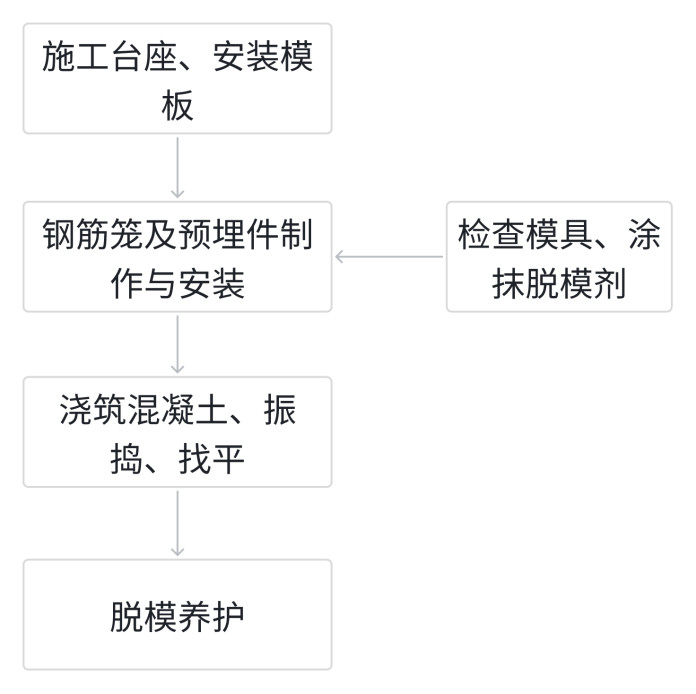 施工台座、安装模
板
钢筋笼及预埋件制
作与安装
检查模具、涂
抹脱模剂
浇筑混凝土、振
捣、找平
脱模养护